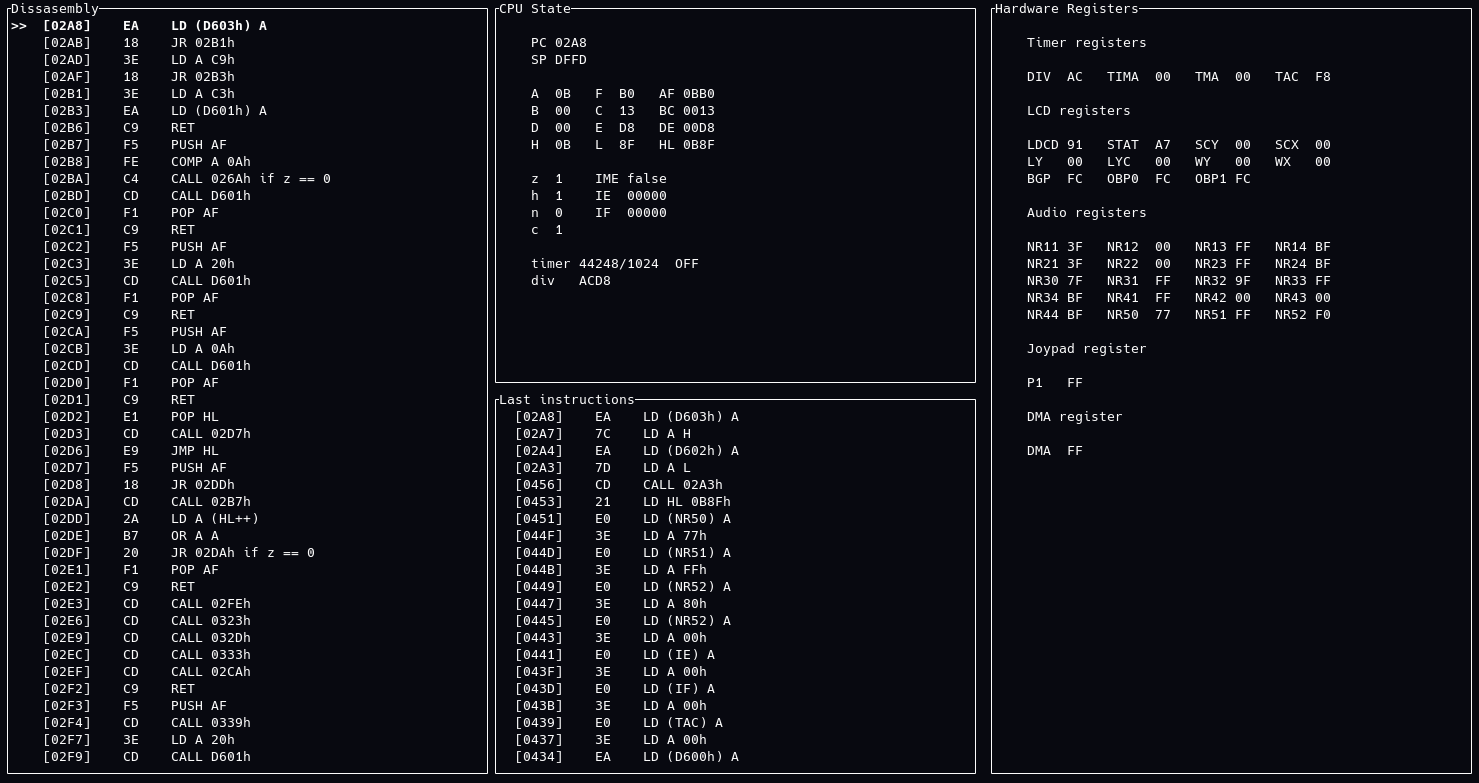 Dissasembly
>> [02A8] EA LD (D603h) A
[02AB] 18 JR 02B1h
[02AD] 3E LD A C9h
[02AF] 18 JR 02B3h
[02B1] 3E LD A C3h
[02B3] EA LD (D601h) A
[02B6] C9 RET
[02B7] F5 PUSH AF
[02B8] FE COMP A 0Ah
[02BA] C4 CALL 026Ah if z == 0
[02BD] CD CALL D601h
[02C0] F1 POP AF
[02C1] C9 RET
[02C2] F5 PUSH AF
[02C3] 3E LD A 20h
[02C5] CD CALL D601h
[02C8] F1 POP AF
[02C9] C9 RET
[02CA] F5 PUSH AF
[02CB] 3E LD A 0Ah
[02CD] CD CALL D601h
[02D0] F1 POP AF
[02D1] C9 RET
[02D2] E1 POP HL
[02D3] CD CALL 02D7h
[02D6] E9 JMP HL
[02D7] F5 PUSH AF
[02D8] 18 JR 02DDh
[02DA] CD CALL 02B7h
[02DD] 2A LD A (HL++)
[02DE] B7 OR A A
[02DF] 20 JR 02DAh if z == 0
[02E1] F1 POP AF
[02E2] C9 RET
[02E3] CD CALL 02FEh
[02E6] CD CALL 0323h
[02E9] CD CALL 032Dh
[02EC] CD CALL 0333h
[02EF] CD CALL 02CAh
[02F2] C9 RET
[02F3] F5 PUSH AF
[02F4] CD CALL 0339h
[02F7] 3E LD A 20h
[02F9] CD CALL D601h
CPU State
PC 02A8
SP DFFD
A 0B F B0 AF 0BB0
B 00 C 13 BC 0013
D 00 E D8 DE 00D8
H 0B L 8F HL 0B8F
z 1 IME false
h 1 IE 00000
n 0 IF 00000
c 1
timer 44248/1024 OFF
div ACD8
Last instructions
[02A8] EA LD (D603h) A
[02A7] 7C LD A H
[02A4] EA LD (D602h) A
[02A3] 7D LD A L
[0456] CD CALL 02A3h
[0453] 21 LD HL 0B8Fh
[0451] E0 LD (NR50) A
[044F] 3E LD A 77h
[044D] E0 LD (NR51) A
[044B] 3E LD A FFh
[0449] E0 LD (NR52) A
[0447] 3E LD A 80h
[0445] E0 LD (NR52) A
[0443] 3E LD A 00h
[0441] E0 LD (IE) A
[043F] 3E LD A 00h
[043D] E0 LD (IF) A
[043B] 3E LD A 00h
[0439] E0 LD (TAC) A
[0437] 3E LD A 00h
[0434] EA LD (D600h) A
Hardware Registers
Timer registers
DIV AC TIMA 00 TMA 00 TAC F8
LCD registers
LDCD 91 STAT A7 SCY 00 SCX 00
LY 00 LYC 00 WY 00 WX 00
BGP FC OBP0 FC OBP1 FC
Audio registers
NR11 3F NR12 00 NR13 FF NR14 BF
NR21 3F NR22 00 NR23 FF NR24 BF
NR30 7F NR31 FF NR32 9F NR33 FF
NR34 BF NR41 FF NR42 00 NR43 00
NR44 BF NR50 77 NR51 FF NR52 F0
Joypad register
P1 FF
DMA register
DMA FF